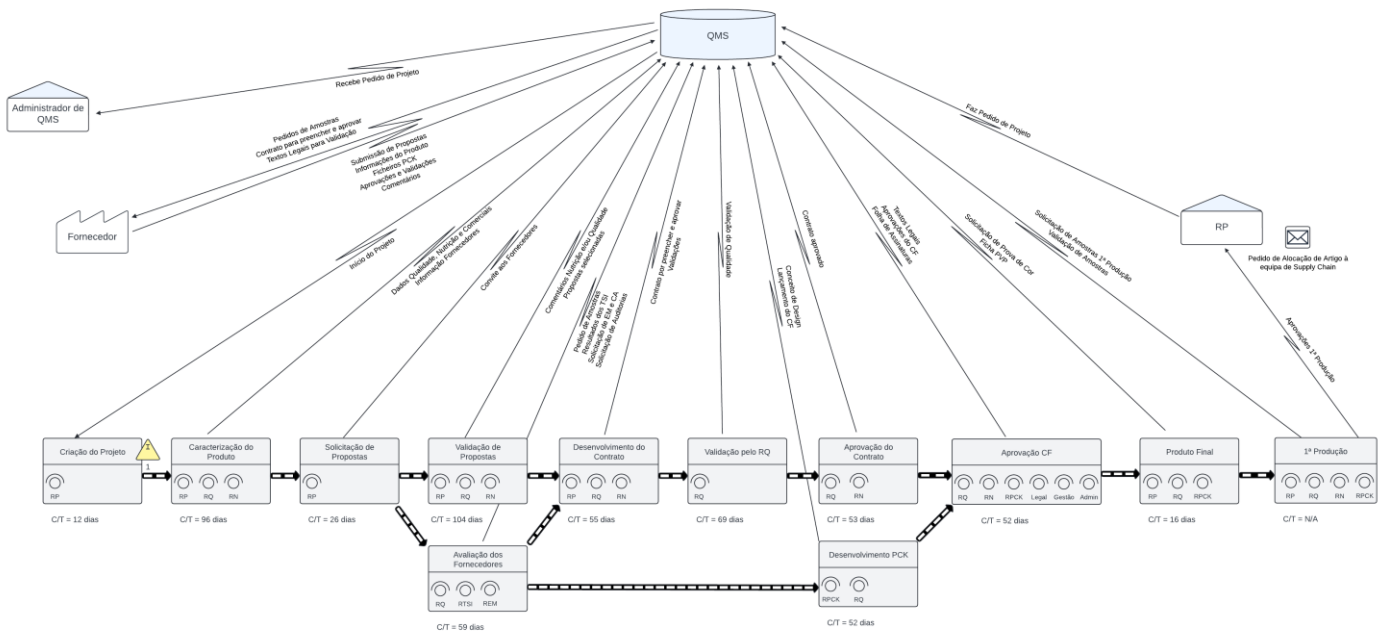 QMS
Recebe Pedido de Projeto
Administrador de
QMS
Pedidos de Amostras
Contrato para preencher e aprovar
Textos Legais para Validação
Submissão de Propostas
Informações do Produto
Ficheiros PCK
Aprovações e Validações
Comentários
Fornecedor
Faz Pedido de Projeto
RP
Pedido de Alocação de Artigo à
equipa de Supply Chain
Início do Projeto
Dados Qualidade, Nutrição e Comerciais
Informação Fornecedores
Convite aos Fornecedores
Comentários Nutrição e/ou Qualidade
Propostas selecionadas
Pedido de Amostras
Resultados dos TSI
Solicitação de EM e CA
Solicitação de Auditorias
Contrato por preencher e aprovar
Validações
Validação de Qualidade
Conceito de Design
Lançamento do CF
Contrato aprovado
Textos Legais
Aprovações do CF
Folha de Assinaturas
Solicitação de Prova de Cor
Ficha PVP
Solicitação de Amostras 1ª Produção
Validação de Amostras
Aprovações 1ª Produção
Criação do Projeto
RP
C/T = 12 dias
I
1
Caracterização do
Produto
RP RQ RN
C/T = 96 dias
Solicitação de
Propostas
RP
C/T = 26 dias
Validação de
Propostas
RP RQ RN
C/T = 104 dias
Desenvolvimento do
Contrato
RP RQ RN
C/T = 55 dias
Validação pelo RQ
RQ
C/T = 69 dias
Aprovação do
Contrato
RQ RN
C/T = 53 dias
Aprovação CF
RQ RN RPCK Legal Gestão Admin
C/T = 52 dias
Produto Final
RP RQ RPCK
C/T = 16 dias
1ª Produção
RP RQ RN RPCK
C/T = N/A
Avaliação dos
Fornecedores
RQ RTSI REM
C/T = 59 dias
Desenvolvimento PCK
RPCK RQ
C/T = 52 dias